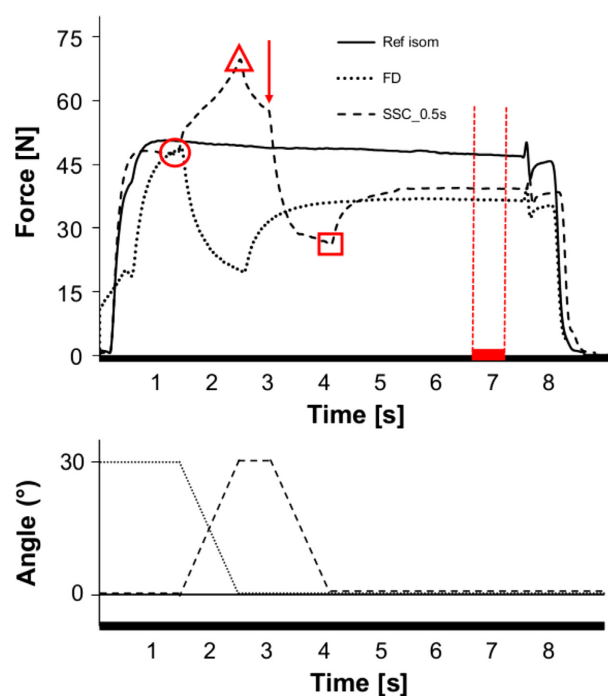 75
60
45
30
15
0
Force [N]
Ref isom
FD
SSC_0.5s
1 2 3 4 5 6 7 8
Time [s]
30
0
Angle (°)
1 2 3 4 5 6 7 8
Time [s]